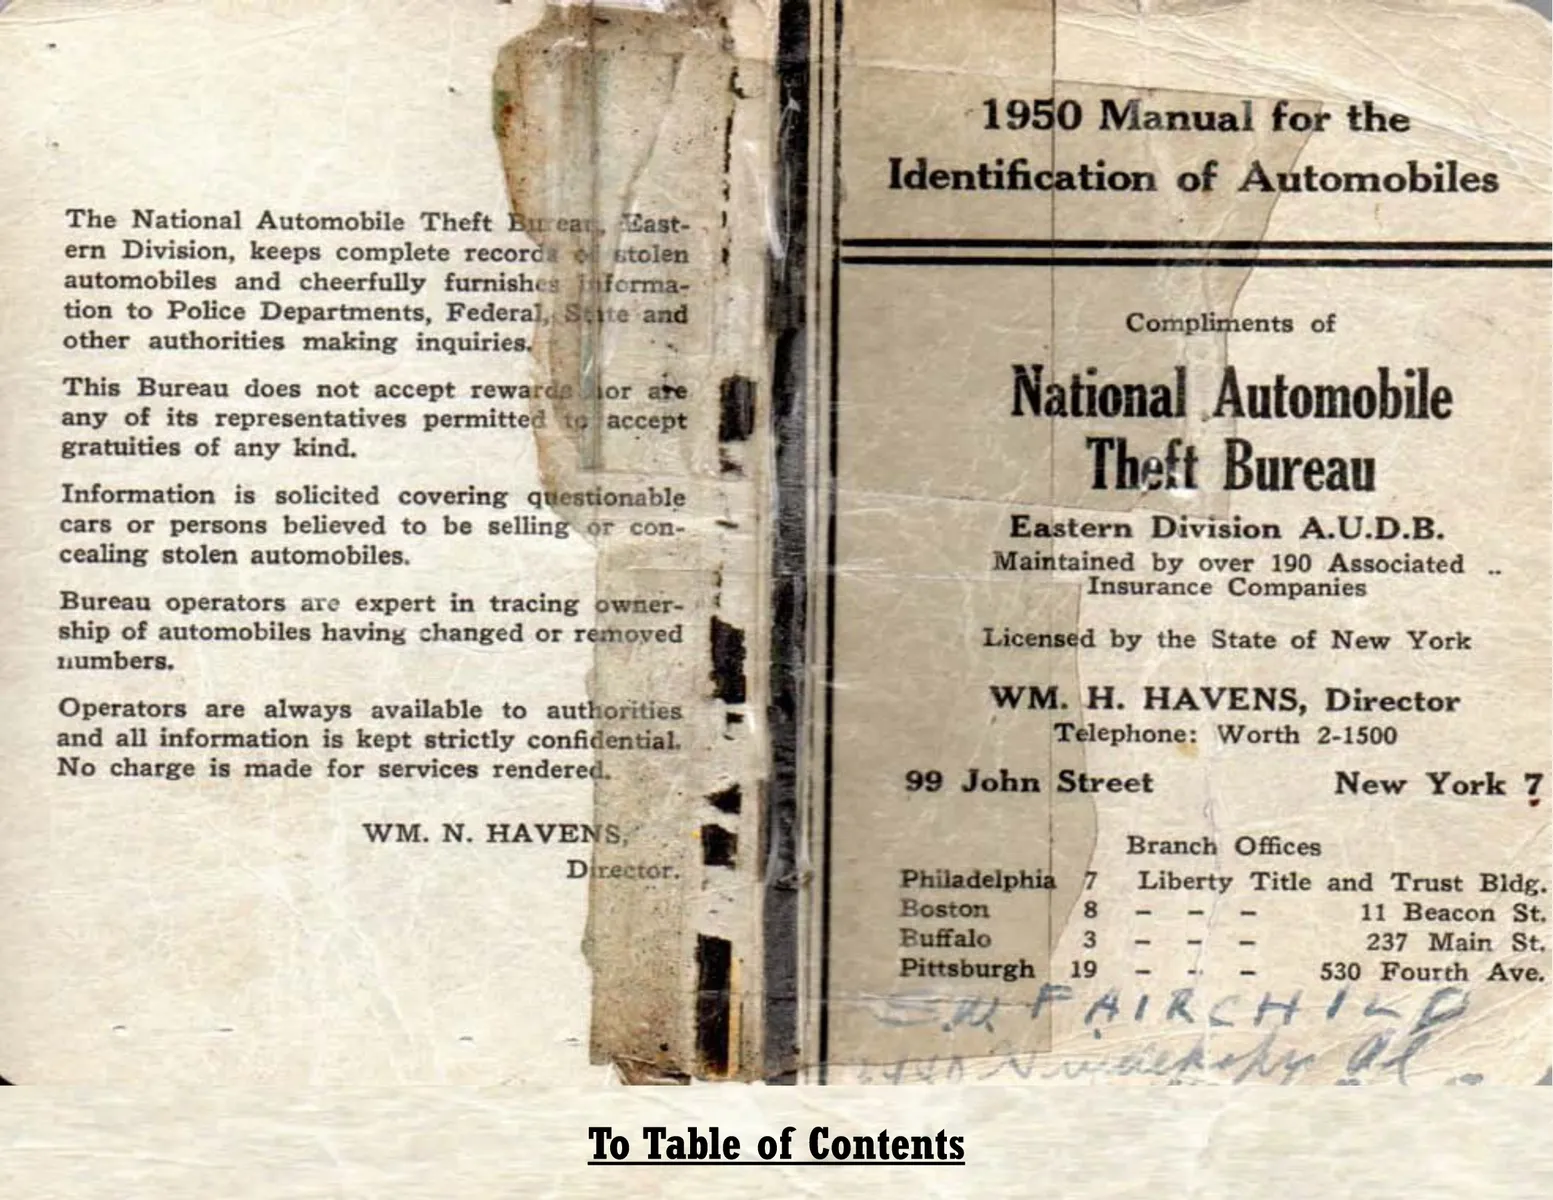 The National Automobile Theft Bureau, East-
ern Division, keeps complete records of stolen
automobiles and cheerfully furnishes informa-
tion to Police Departments, Federal, State and
other authorities making inquiries.
This Bureau does not accept rewards nor are
any of its representatives permitted to accept
gratuities of any kind.
Information is solicited covering questionable
cars or persons believed to be selling or con-
cealing stolen automobiles.
Bureau operators are expert in tracing owner-
ship of automobiles having changed or removed
numbers.
Operators are always available to authorities
and all information is kept strictly confidential.
No charge is made for services rendered.
WM. N. HAVENS,
Director.
1950 Manual for the
Identification of Automobiles
Compliments of
National Automobile
Theft Bureau
Eastern Division A.U.D.B.
Maintained by over 190 Associated
Insurance Companies
Licensed by the State of New York
WM. H. HAVENS, Director
Telephone: Worth 2-1500
99 John Street New York 7
Branch Offices
Philadelphia 7 Liberty Title and Trust Bldg.
Boston 8 – – – 11 Beacon St.
Buffalo 3 – – – 237 Main St.
Pittsburgh 19 – – – 530 Fourth Ave.
FAIRCHILD
To Table of Contents